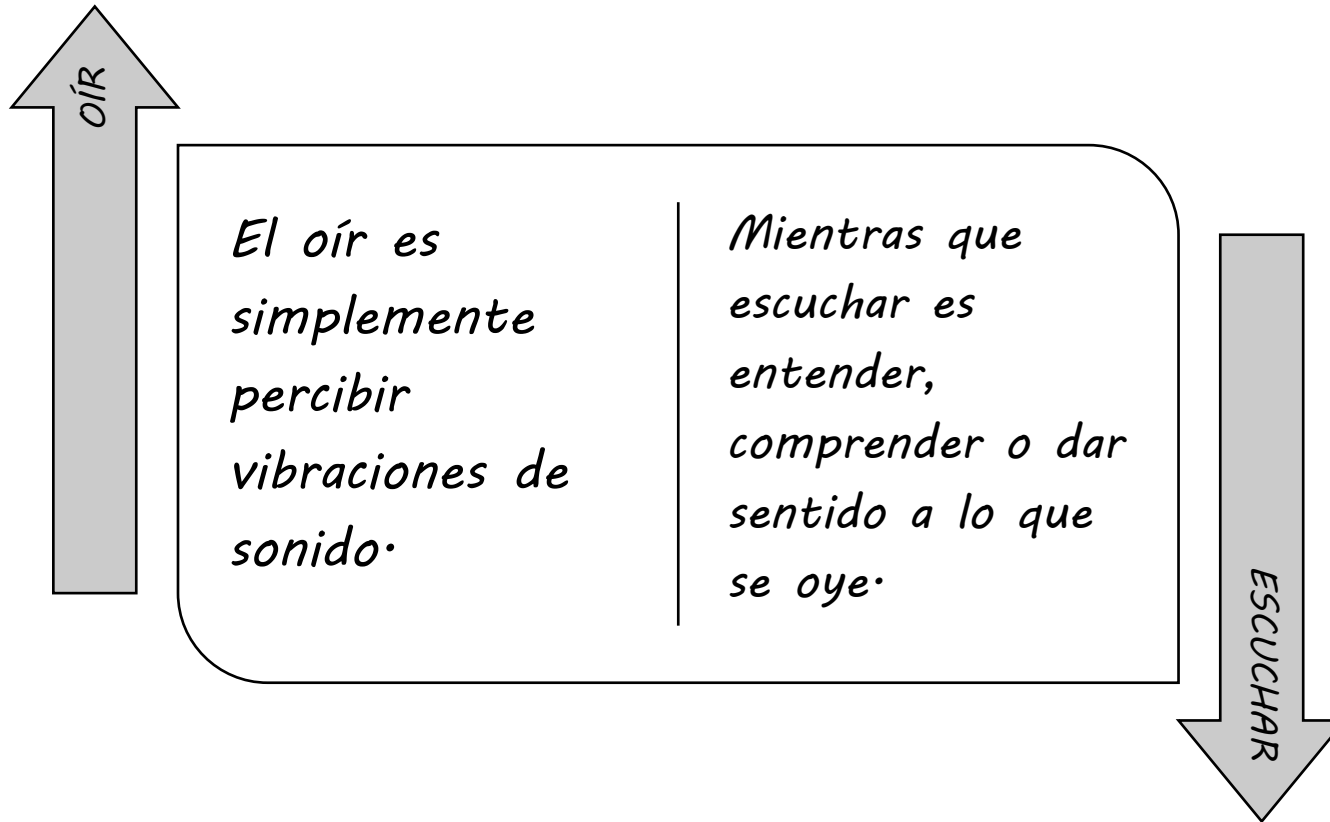 OÍR
El oír es
simplemente
percibir
vibraciones de
sonido.
Mientras que
escuchar es
entender,
comprender o dar
sentido a lo que
se oye.
ESCUCHAR